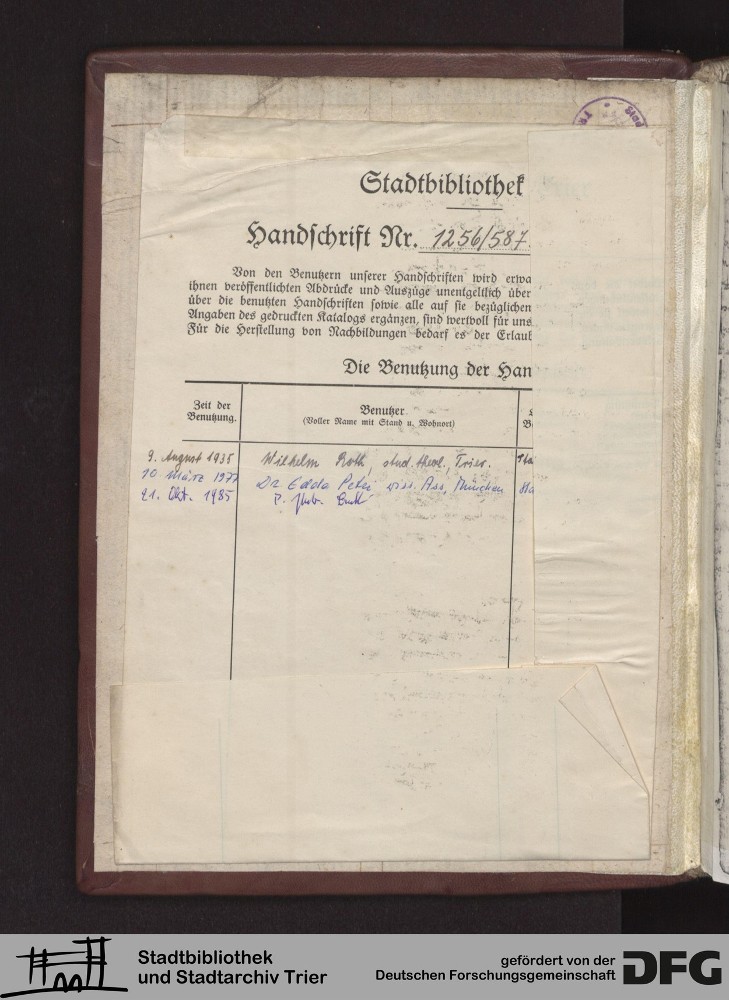 Stadtbibliothek
Handschrift Nr. 1256/587
Von den Benutzern unserer Handschriften wird erwa
ihnen veröffentlichten Abdrücke und Auszüge unentgeltlich über
über die benutzten Handschriften sowie alle auf sie bezüglichen
Angaben des gedruckten Katalogs ergänzen, sind wertvoll für uns
Für die Herstellung von Nachbildungen bedarf es der Erlaub
Die Benutzung der Han
Zeit der
Benutzung.
Benutzer
(Voller Name mit Stand u. Wohnort)
9. August 1935 Wilhelm Roth, stud. theol., Trier.
10 März 1977 Dr Edda Petri wiss. Ass, München
21. Okt. 1985 P.
Stadtbibliothek
und Stadtarchiv Trier
gefördert von der
Deutschen Forschungsgemeinschaft
DFG